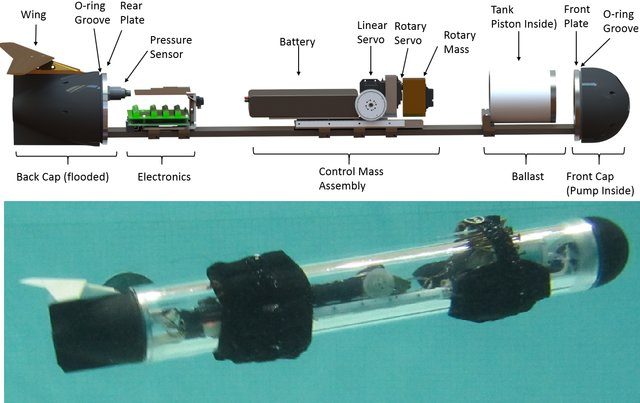 Wing
O-ring
Groove
Rear
Plate
Pressure
Sensor
Battery
Linear
Servo
Rotary
Servo
Rotary
Mass
Tank
Piston Inside)
Front
Plate
O-ring
Groove
Back Cap (flooded)
Electronics
Control Mass
Assembly
Ballast
Front Cap
(Pump Inside)